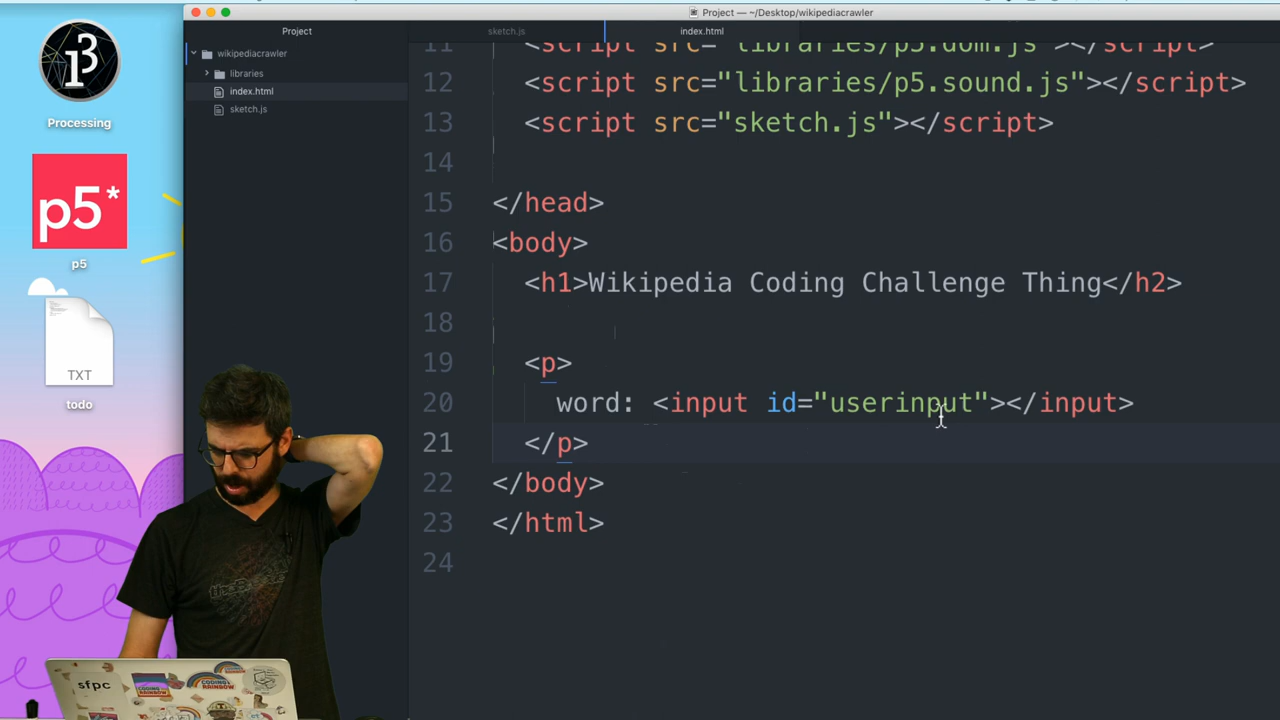 Project — ~/Desktop/wikipediacrawler
Project
sketch.js
index.html
wikipediacrawler
libraries
index.html
sketch.js
Processing
p5*
p5
TXT
todo
11 <script src="libraries/p5.dom.js"></script>
12 <script src="libraries/p5.sound.js"></script>
13 <script src="sketch.js"></script>
14
15 </head>
16 <body>
17 <h1>Wikipedia Coding Challenge Thing</h2>
18
19 <p>
20 word: <input id="userinput"></input>
21 </p>
22 </body>
23 </html>
24
sfpc
CODING
RAINBOW